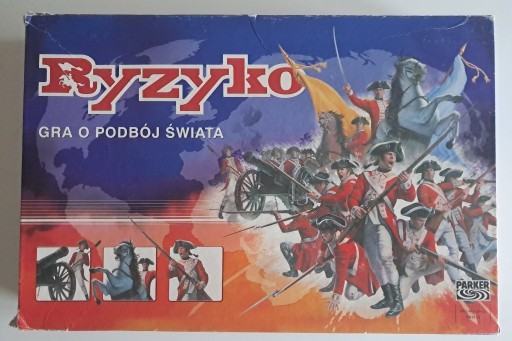 Ryzyko
GRA O PODBÓJ ŚWIATA
PARKER